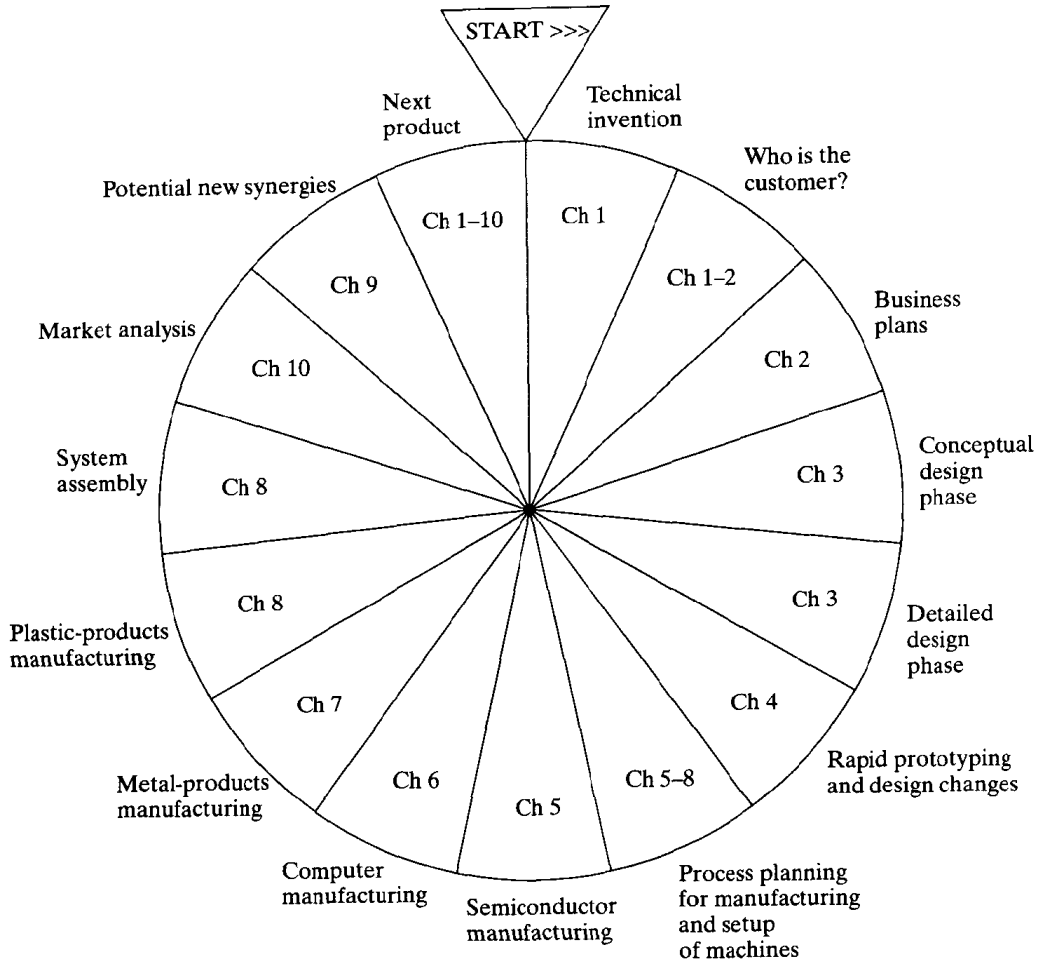 START >>>
Technical
invention
Ch 1
Who is the
customer?
Ch 1–2
Business
plans
Ch 2
Conceptual
design
phase
Ch 3
Detailed
design
phase
Ch 3
Rapid prototyping
and design changes
Ch 4
Process planning
for manufacturing
and setup
of machines
Ch 5–8
Semiconductor
manufacturing
Ch 5
Computer
manufacturing
Ch 6
Metal-products
manufacturing
Ch 7
Plastic-products
manufacturing
Ch 8
System
assembly
Ch 8
Market analysis
Ch 10
Potential new synergies
Ch 9
Next
product
Ch 1–10